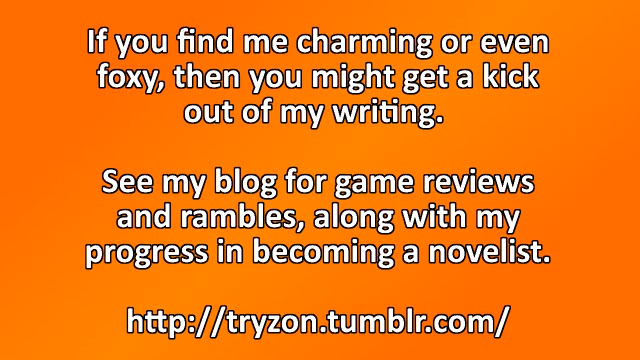 If you find me charming or even
foxy, then you might get a kick
out of my writing.
See my blog for game reviews
and rambles, along with my
progress in becoming a novelist.
http://tryzon.tumblr.com/